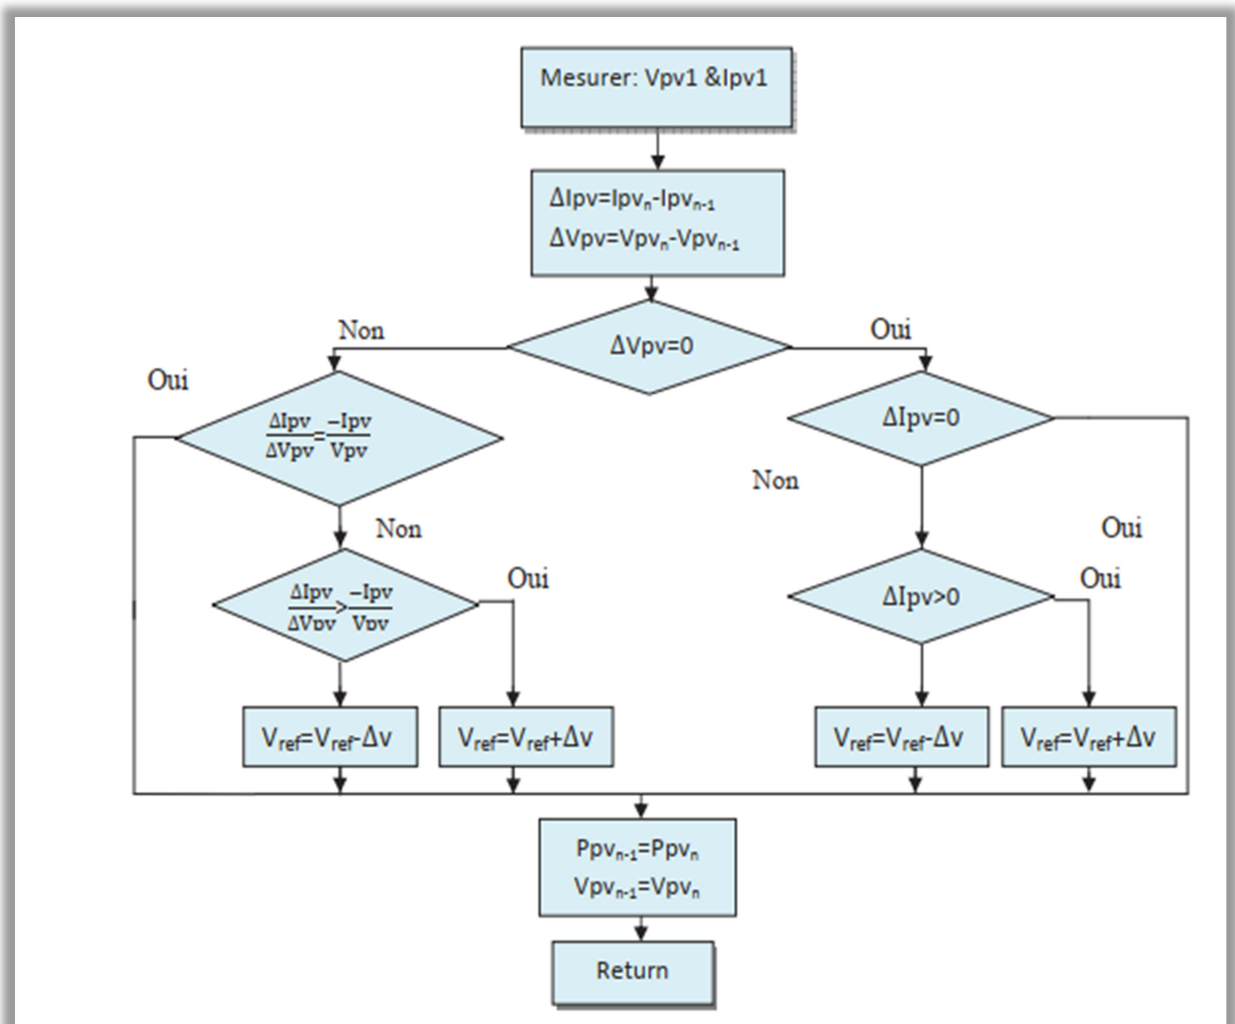 Mesurer: Vpv1 &Ipv1
ΔIpv=Ipvₙ-Ipvₙ₋₁
ΔVpv=Vpvₙ-Vpvₙ₋₁
Non
ΔVpv=0
Oui
Oui
ΔIpv/ΔVpv=−Ipv/Vpv
ΔIpv=0
Non
Non
Oui
ΔIpv/ΔVpv>−Ipv/Vpv
Oui
ΔIpv>0
Oui
Vref=Vref-Δv
Vref=Vref+Δv
Vref=Vref-Δv
Vref=Vref+Δv
Ppvₙ₋₁=Ppvₙ
Vpvₙ₋₁=Vpvₙ
Return